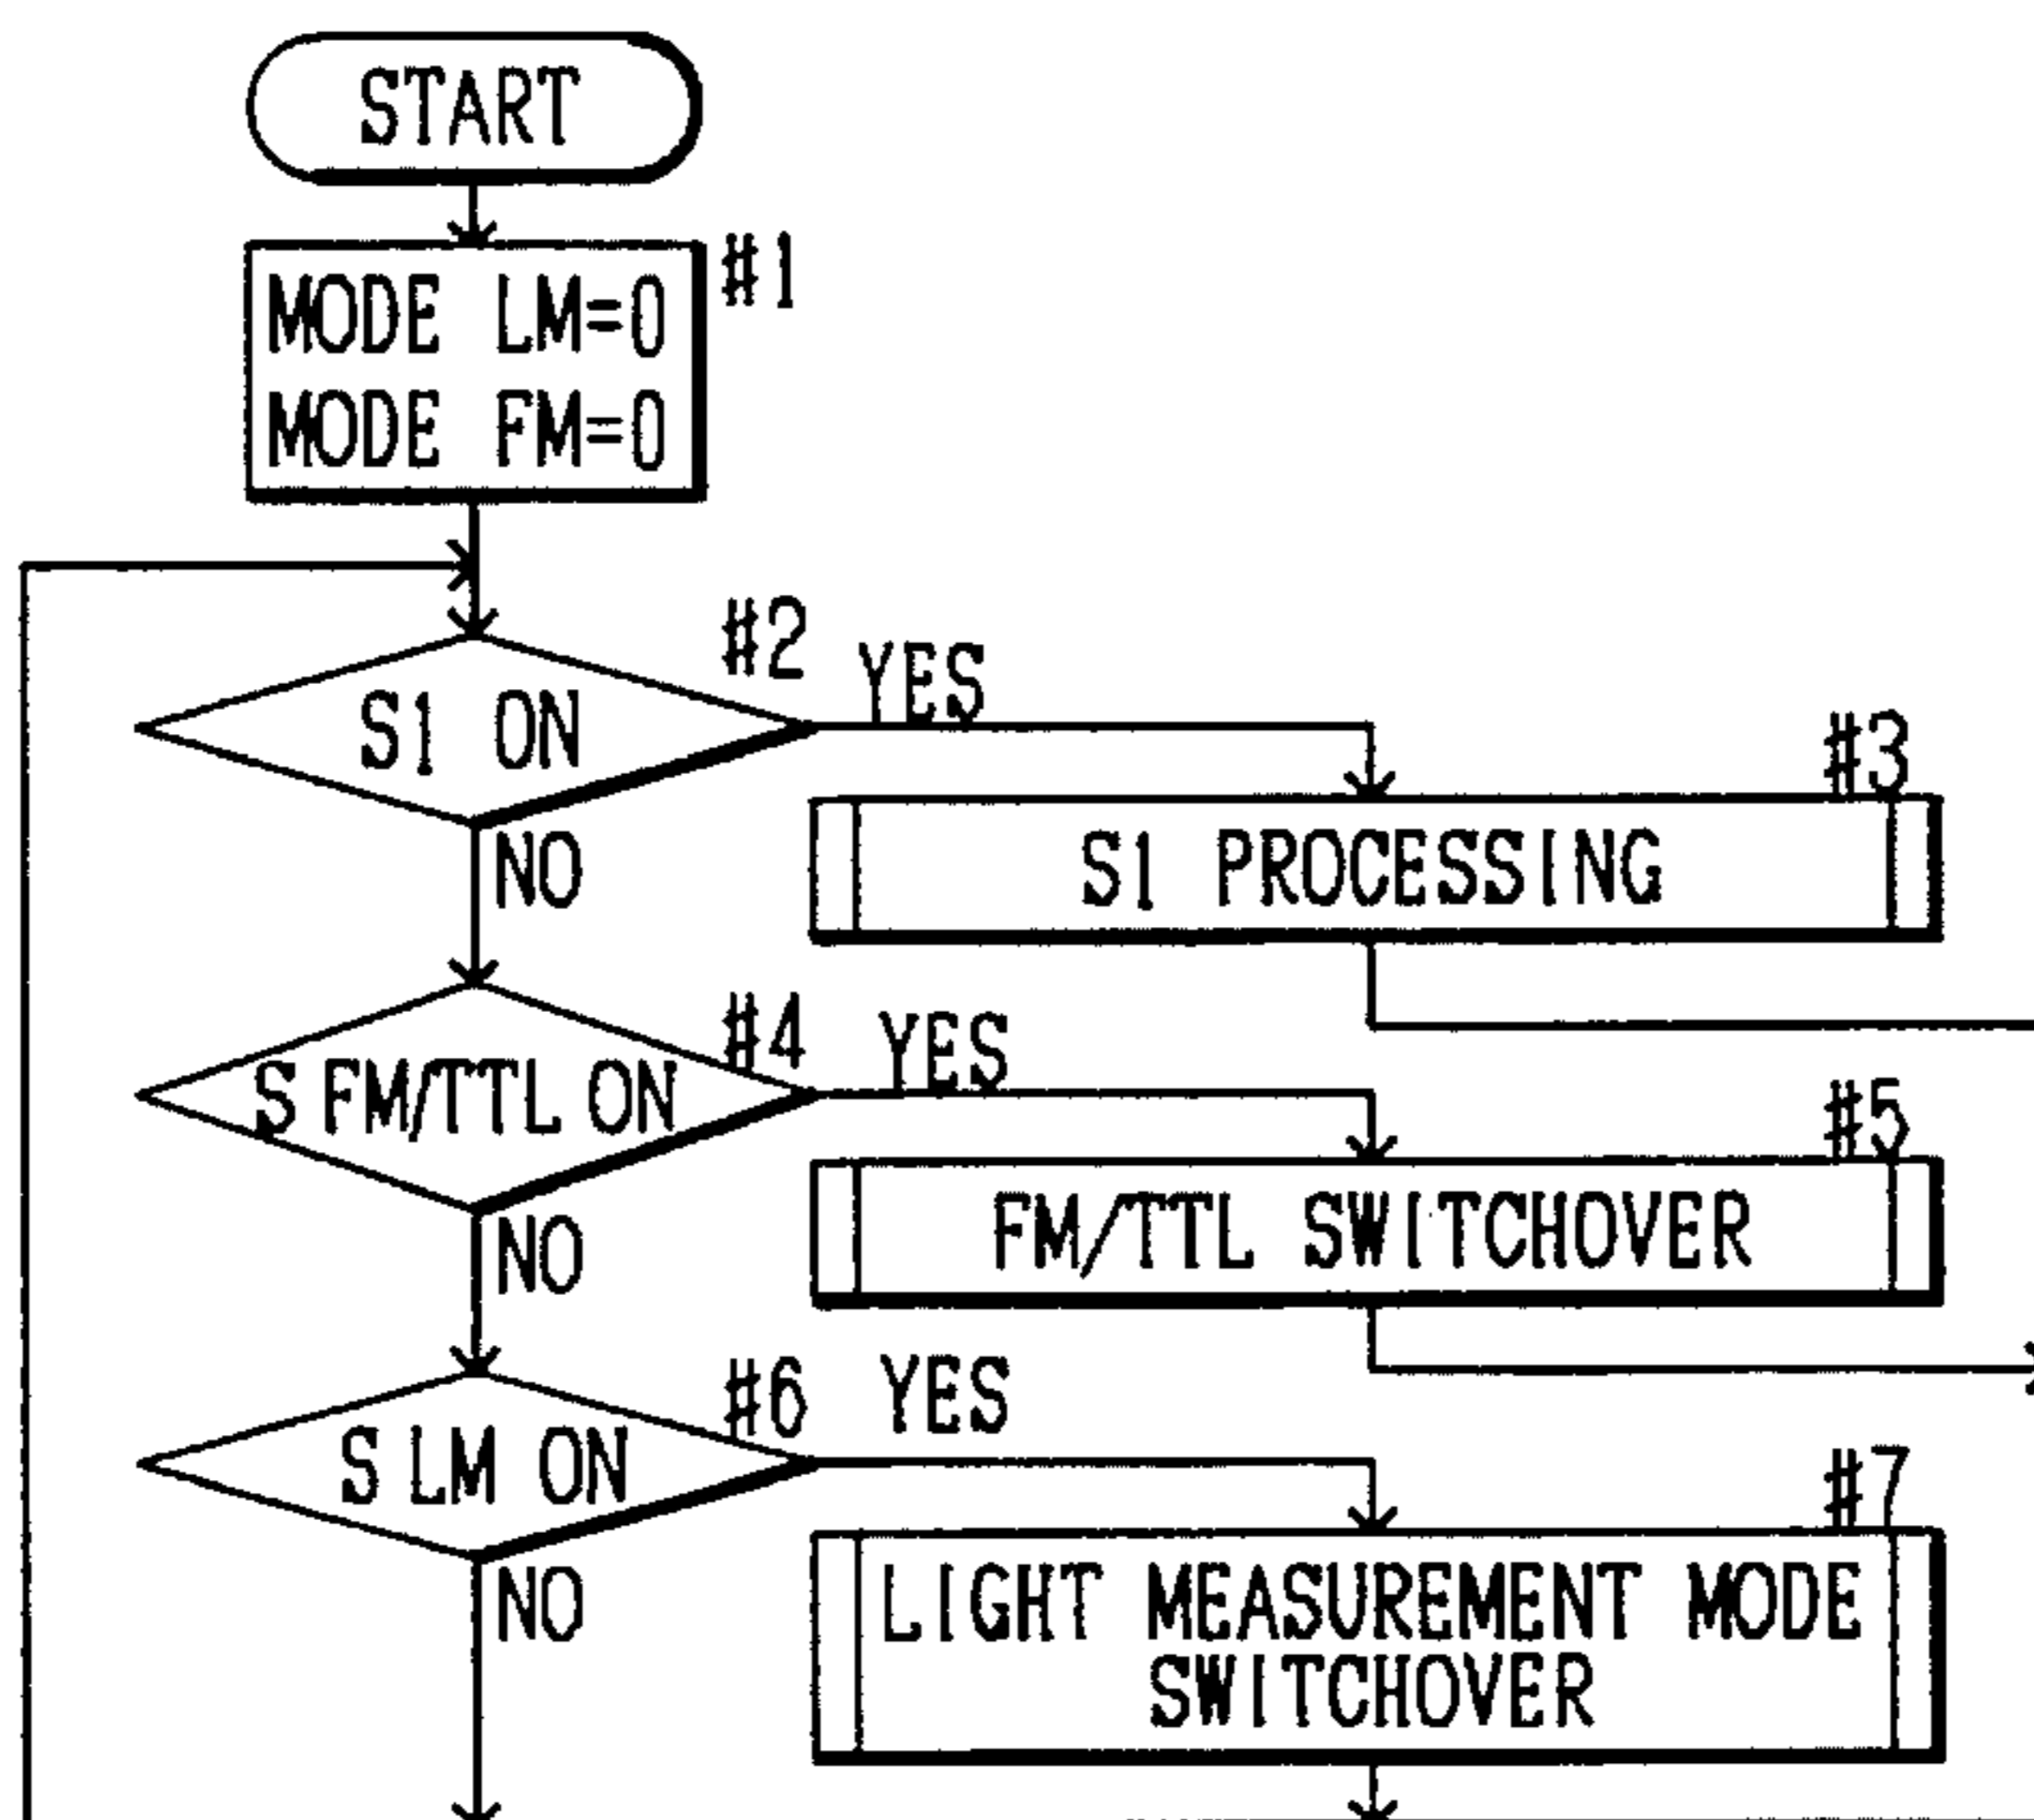 START
#1
MODE LM=0
MODE FM=0
#2
YES
S1 ON
#3
NO
S1 PROCESSING
#4
YES
S FM/TTL ON
#5
NO
FM/TTL SWITCHOVER
#6
YES
S LM ON
#7
NO
LIGHT MEASUREMENT MODE
SWITCHOVER